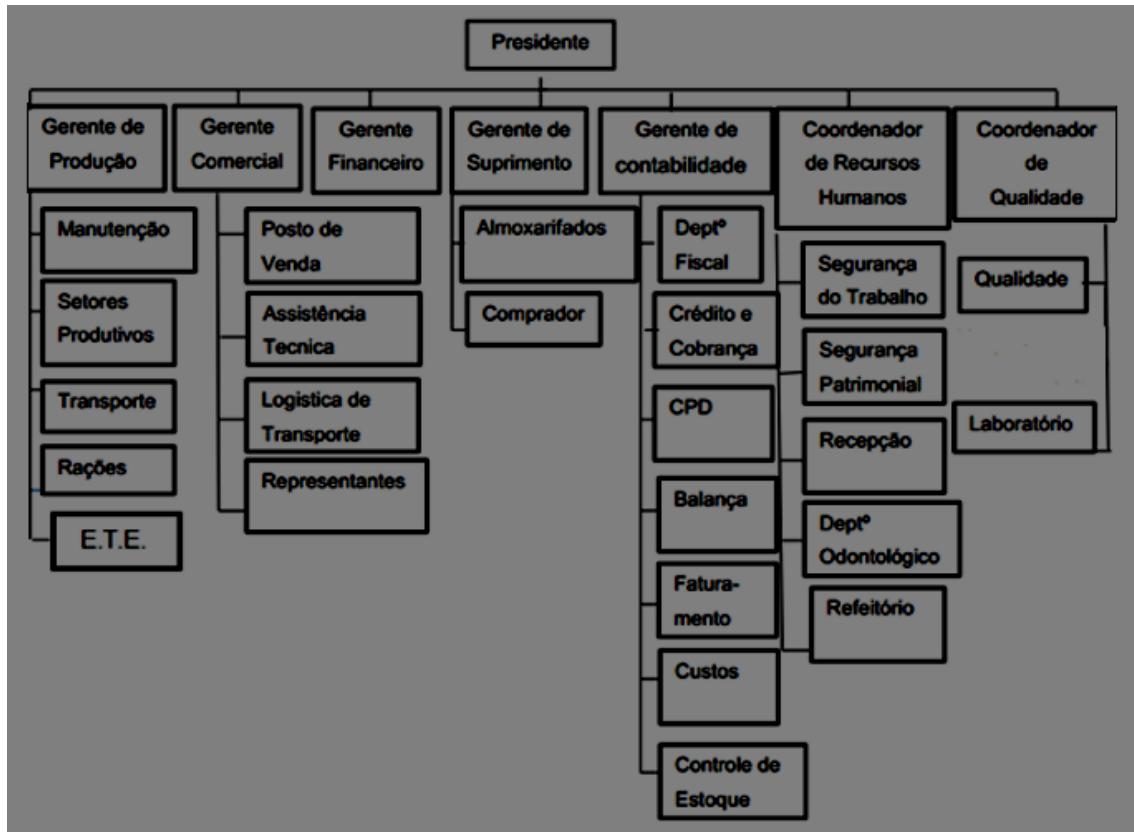 Presidente
Gerente de
Produção
Gerente
Comercial
Gerente
Financeiro
Gerente de
Suprimento
Gerente de
contabilidade
Coordenador
de Recursos
Humanos
Coordenador
de
Qualidade
Manutenção
Setores
Produtivos
Transporte
Rações
E.T.E.
Posto de
Venda
Assistência
Tecnica
Logistica de
Transporte
Representantes
Almoxarifados
Comprador
Deptº
Fiscal
Crédito e
Cobrança
CPD
Balança
Fatura-
mento
Custos
Controle de
Estoque
Segurança
do Trabalho
Segurança
Patrimonial
Recepção
Deptº
Odontológico
Refeitório
Qualidade
Laboratório